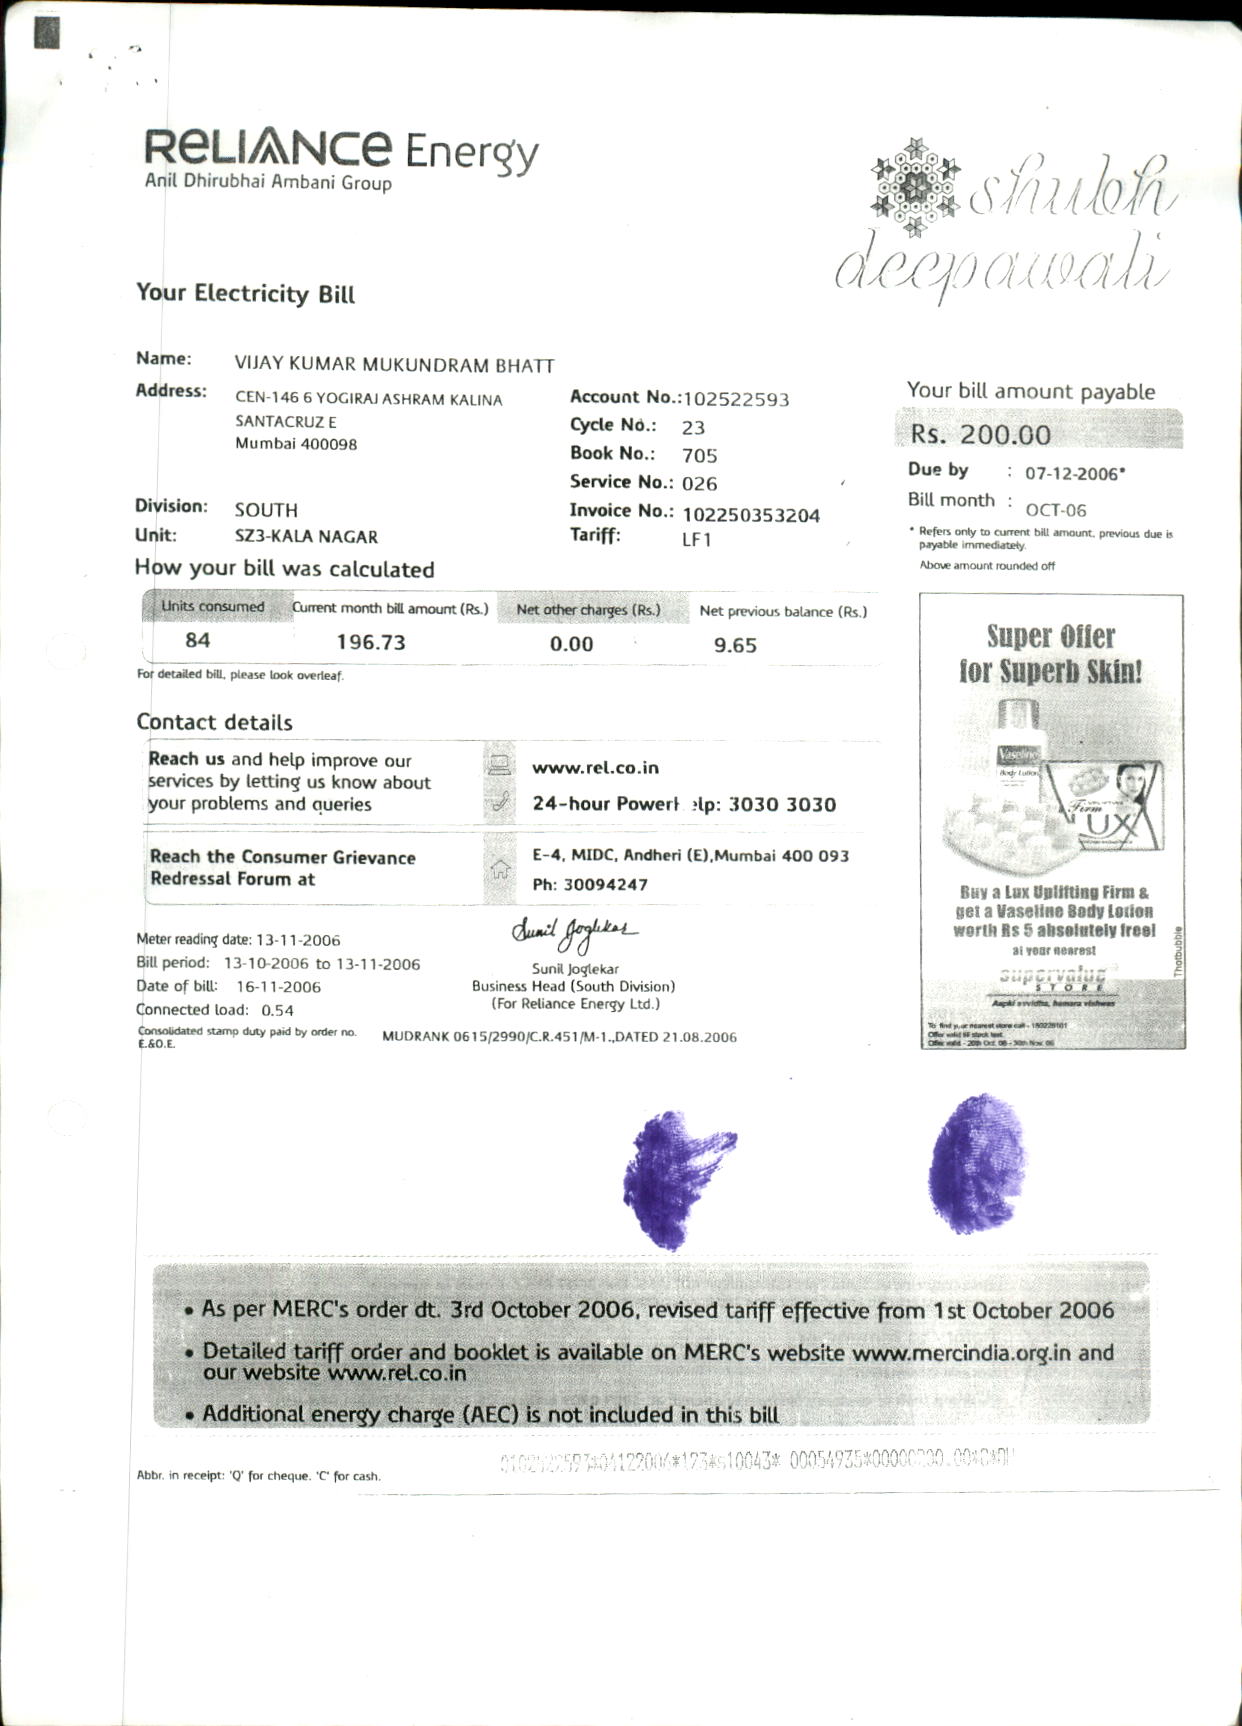 RELIANCE Energy
Anil Dhirubhai Ambani Group
shubh
deepawali
Your Electricity Bill
Name: VIJAY KUMAR MUKUNDRAM BHATT
Address: CEN-146 6 YOGIRAJ ASHRAM KALINA
SANTACRUZ E
Mumbai 400098
Account No.:102522593
Cycle No.: 23
Book No.: 705
Service No.: 026
Division: SOUTH
Invoice No.: 102250353204
Unit: SZ3-KALA NAGAR
Tariff: LF1
Your bill amount payable
Rs. 200.00
Due by : 07-12-2006*
Bill month : OCT-06
* Refers only to current bill amount, previous due is
payable immediately.
Above amount rounded off
How your bill was calculated
Units consumed Current month bill amount (Rs.) Net other charges (Rs.) Net previous balance (Rs.)
84 196.73 0.00 9.65
For detailed bill, please look overleaf.
Contact details
Reach us and help improve our
services by letting us know about
your problems and queries
www.rel.co.in
24-hour Power elp: 3030 3030
Reach the Consumer Grievance
Redressal Forum at
E-4, MIDC, Andheri (E),Mumbai 400 093
Ph: 30094247
Meter reading date: 13-11-2006
Bill period: 13-10-2006 to 13-11-2006
Date of bill: 16-11-2006
Connected load: 0.54
Consolidated stamp duty paid by order no. MUDRANK 0615/2990/C.R.451/M-1.,DATED 21.08.2006
E.&O.E.
Sunil Joglekar
Sunil Joglekar
Business Head (South Division)
(For Reliance Energy Ltd.)
Super Offer
for Superb Skin!
Vaseline
Body Lotion
Firm
LUX
Buy a Lux Uplifting Firm &
get a Vaseline Body Lotion
worth Rs 5 absolutely free!
at your nearest
supervalue
STORE
Aapki suvidha, hamara vishwas
To find your nearest store call -
Offer valid till stock last.
Offer valid - 20th Oct. 06 - 30th Nov. 06
Thotbubble
• As per MERC's order dt. 3rd October 2006, revised tariff effective from 1st October 2006
• Detailed tariff order and booklet is available on MERC's website www.mercindia.org.in and
our website www.rel.co.in
• Additional energy charge (AEC) is not included in this bill
Abbr. in receipt: 'Q' for cheque. 'C' for cash.